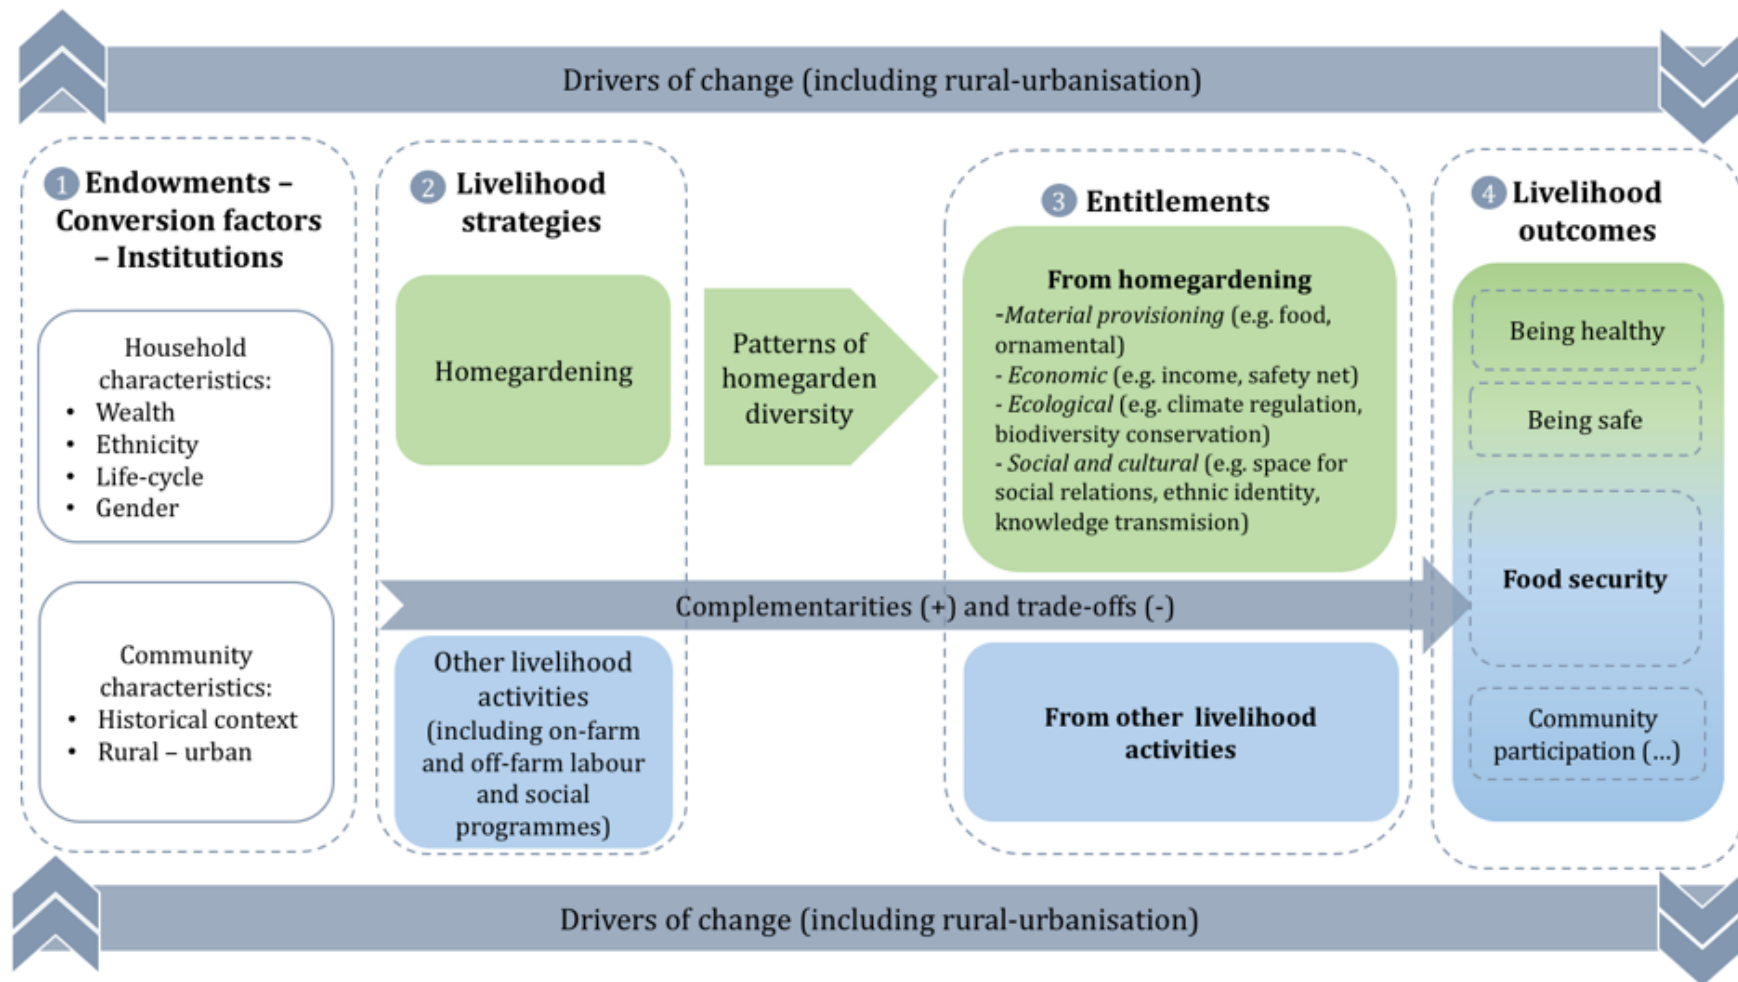 Drivers of change (including rural-urbanisation)
1 Endowments –
Conversion factors
– Institutions
Household
characteristics:
• Wealth
• Ethnicity
• Life-cycle
• Gender
Community
characteristics:
• Historical context
• Rural – urban
2 Livelihood
strategies
Homegardening
Patterns of
homegarden
diversity
Other livelihood
activities
(including on-farm
and off-farm labour
and social
programmes)
3 Entitlements
From homegardening
-Material provisioning (e.g. food,
ornamental)
- Economic (e.g. income, safety net)
- Ecological (e.g. climate regulation,
biodiversity conservation)
- Social and cultural (e.g. space for
social relations, ethnic identity,
knowledge transmision)
Complementarities (+) and trade-offs (-)
From other livelihood
activities
4 Livelihood
outcomes
Being healthy
Being safe
Food security
Community
participation (...)
Drivers of change (including rural-urbanisation)